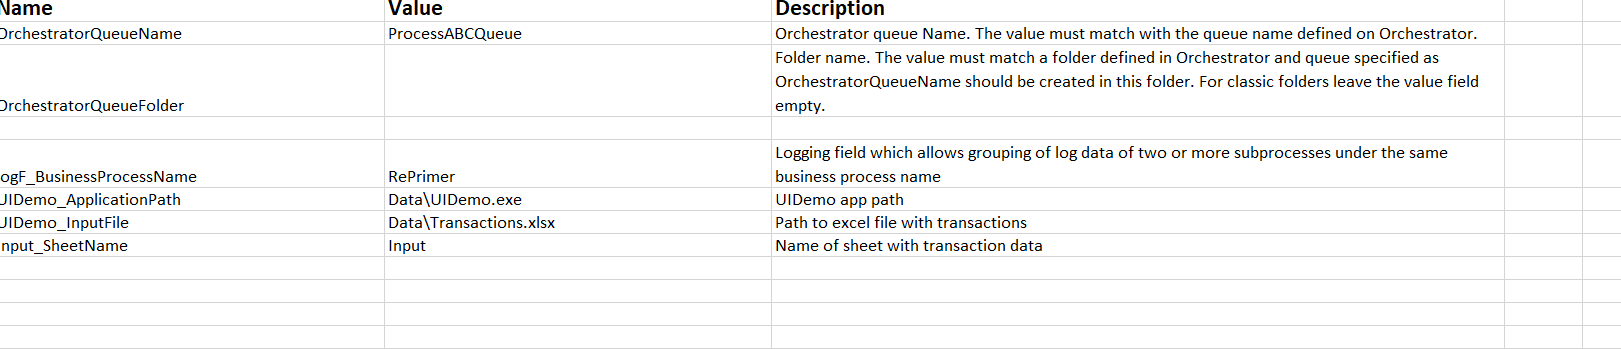 Name Value Description
OrchestratorQueueName ProcessABCQueue Orchestrator queue Name. The value must match with the queue name defined on Orchestrator.
Folder name. The value must match a folder defined in Orchestrator and queue specified as
OrchestratorQueueName should be created in this folder. For classic folders leave the value field
OrchestratorQueueFolder empty.
Logging field which allows grouping of log data of two or more subprocesses under the same
ogF_BusinessProcessName RePrimer business process name
UIDemo_ApplicationPath Data\UIDemo.exe UIDemo app path
UIDemo_InputFile Data\Transactions.xlsx Path to excel file with transactions
nput_SheetName Input Name of sheet with transaction data